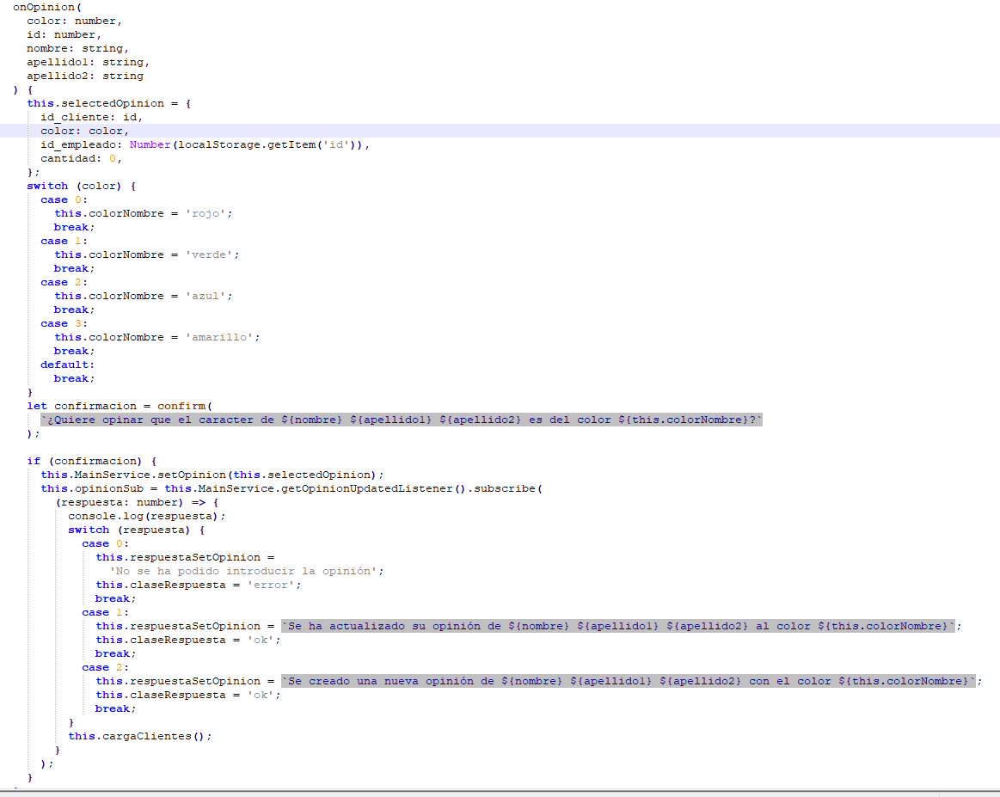 onOpinion(
  color: number,
  id: number,
  nombre: string,
  apellido1: string,
  apellido2: string
) {
  this.selectedOpinion = {
    id_cliente: id,
    color: color,
    id_empleado: Number(localStorage.getItem('id')),
    cantidad: 0,
  };
  switch (color) {
    case 0:
      this.colorNombre = 'rojo';
      break;
    case 1:
      this.colorNombre = 'verde';
      break;
    case 2:
      this.colorNombre = 'azul';
      break;
    case 3:
      this.colorNombre = 'amarillo';
      break;
    default:
      break;
  }
  let confirmacion = confirm(
    `¿Quiere opinar que el caracter de ${nombre} ${apellido1} ${apellido2} es del color ${this.colorNombre}?`
  );

  if (confirmacion) {
    this.MainService.setOpinion(this.selectedOpinion);
    this.opinionSub = this.MainService.getOpinionUpdatedListener().subscribe(
      (respuesta: number) => {
        console.log(respuesta);
        switch (respuesta) {
          case 0:
            this.respuestaSetOpinion =
              'No se ha podido introducir la opinión';
            this.claseRespuesta = 'error';
            break;
          case 1:
            this.respuestaSetOpinion = `Se ha actualizado su opinión de ${nombre} ${apellido1} ${apellido2} al color ${this.colorNombre}`;
            this.claseRespuesta = 'ok';
            break;
          case 2:
            this.respuestaSetOpinion = `Se creado una nueva opinión de ${nombre} ${apellido1} ${apellido2} con el color ${this.colorNombre}`;
            this.claseRespuesta = 'ok';
            break;
        }
        this.cargaClientes();
      }
    );
  }